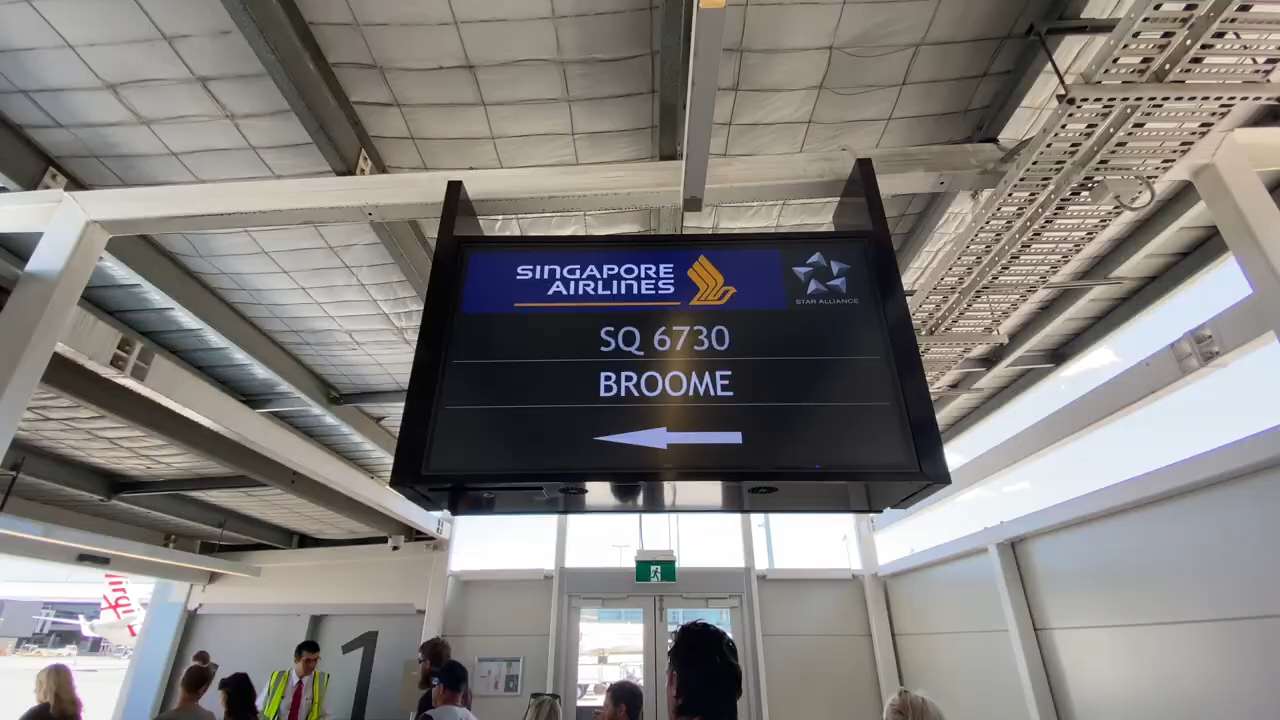 SINGAPORE
AIRLINES
STAR ALLIANCE
SQ 6730
BROOME
1